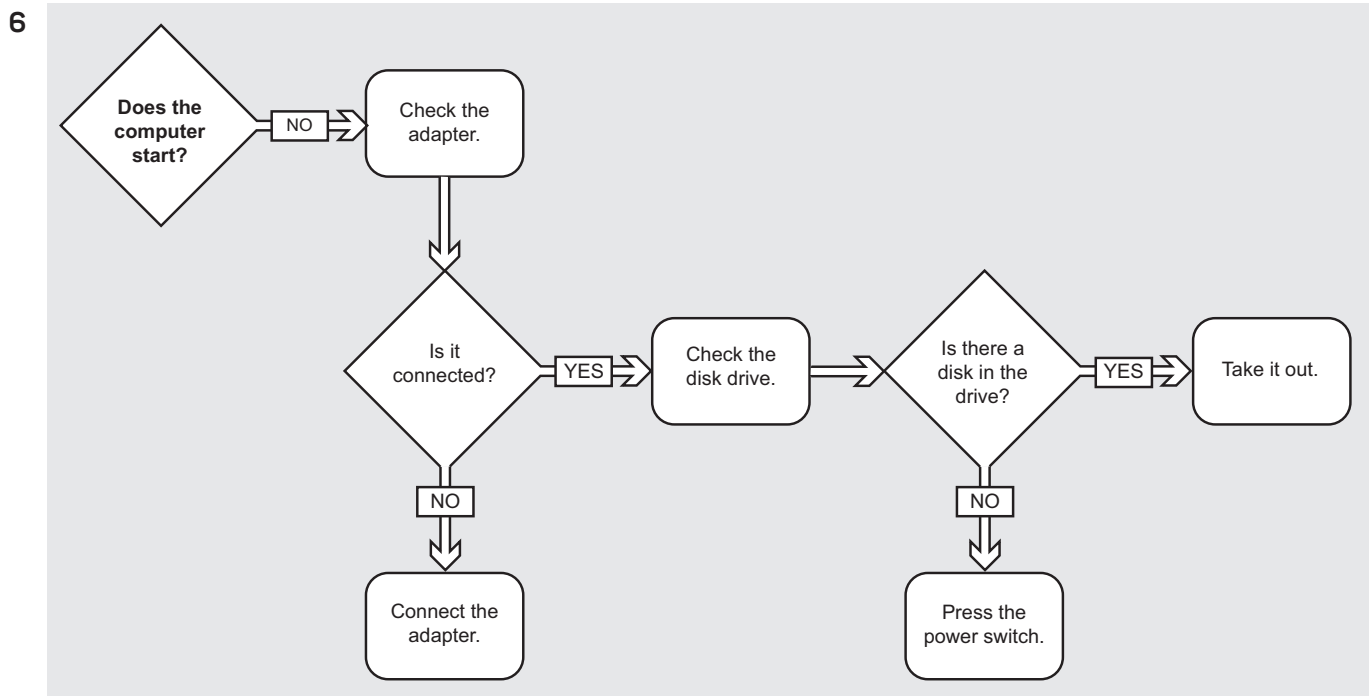 6
Does the
computer
start?
NO
Check the
adapter.
Is it
connected?
YES
Check the
disk drive.
Is there a
disk in the
drive?
YES
Take it out.
NO
Connect the
adapter.
NO
Press the
power switch.